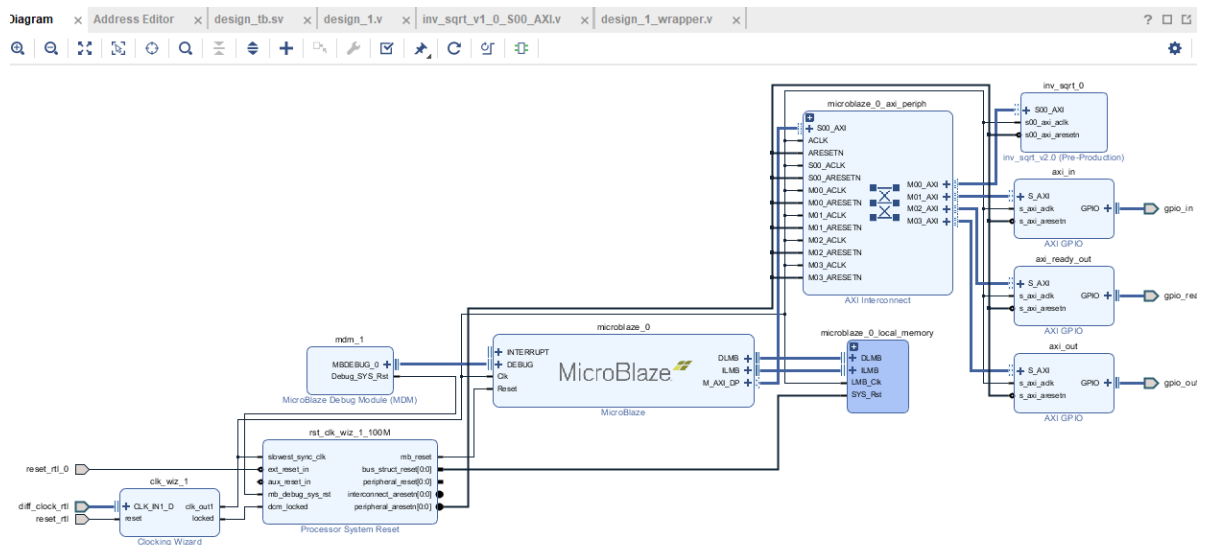 Diagram
Address Editor
design_tb.sv
design_1.v
inv_sqrt_v1_0_S00_AXI.v
design_1_wrapper.v
inv_sqrt_0
S00_AXI
s00_axi_aclk
s00_axi_aresetn
inv_sqrt_v2.0 (Pre-Production)
microblaze_0_axi_periph
S00_AXI
ACLK
ARESETN
S00_ACLK
S00_ARESETN
M00_ACLK
M00_ARESETN
M01_ACLK
M01_ARESETN
M02_ACLK
M02_ARESETN
M03_ACLK
M03_ARESETN
M00_AXI
M01_AXI
M02_AXI
M03_AXI
AXI Interconnect
axi_in
S_AXI
s_axi_aclk
s_axi_aresetn
GPIO
AXI GPIO
gpio_in
axi_ready_out
S_AXI
s_axi_aclk
s_axi_aresetn
GPIO
AXI GPIO
gpio_rea
axi_out
S_AXI
s_axi_aclk
s_axi_aresetn
GPIO
AXI GPIO
gpio_out
microblaze_0_local_memory
DLMB
ILMB
LMB_Clk
SYS_Rst
microblaze_0
INTERRUPT
DEBUG
Clk
Reset
MicroBlaze
DLMB
ILMB
M_AXI_DP
MicroBlaze
mdm_1
MBDEBUG_0
Debug_SYS_Rst
MicroBlaze Debug Module (MDM)
rst_clk_wiz_1_100M
slowest_sync_clk
ext_reset_in
aux_reset_in
mb_debug_sys_rst
dcm_locked
mb_reset
bus_struct_reset[0:0]
peripheral_reset[0:0]
interconnect_aresetn[0:0]
peripheral_aresetn[0:0]
Processor System Reset
reset_rtl_0
diff_clock_rtl
reset_rtl
clk_wiz_1
CLK_IN1_D
reset
clk_out1
locked
Clocking Wizard